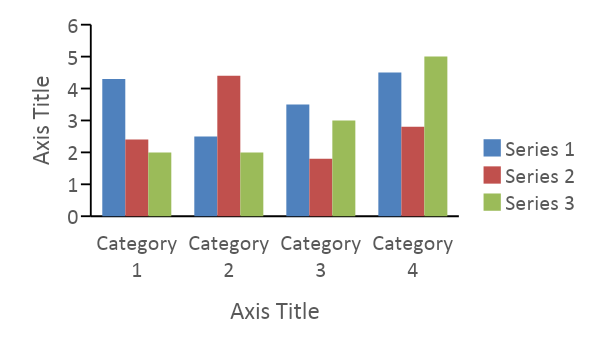 6
5
4
3
2
1
0
Axis Title
Category Category Category Category
1 2 3 4
Axis Title
Series 1
Series 2
Series 3